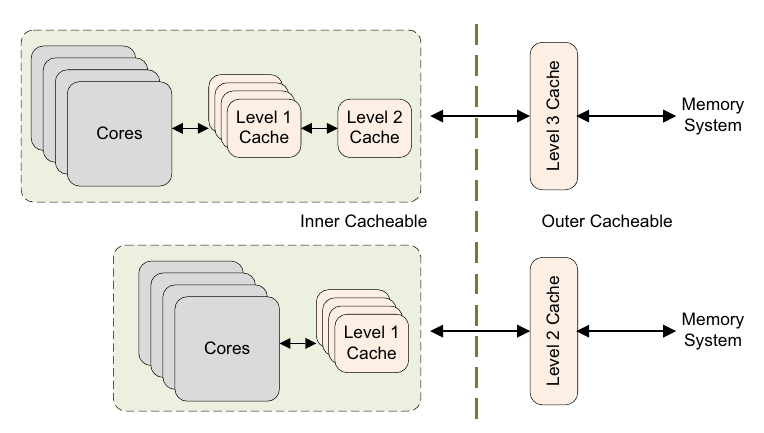 Cores
Level 1
Cache
Level 2
Cache
Level 3 Cache
Memory
System
Inner Cacheable
Outer Cacheable
Cores
Level 1
Cache
Level 2 Cache
Memory
System